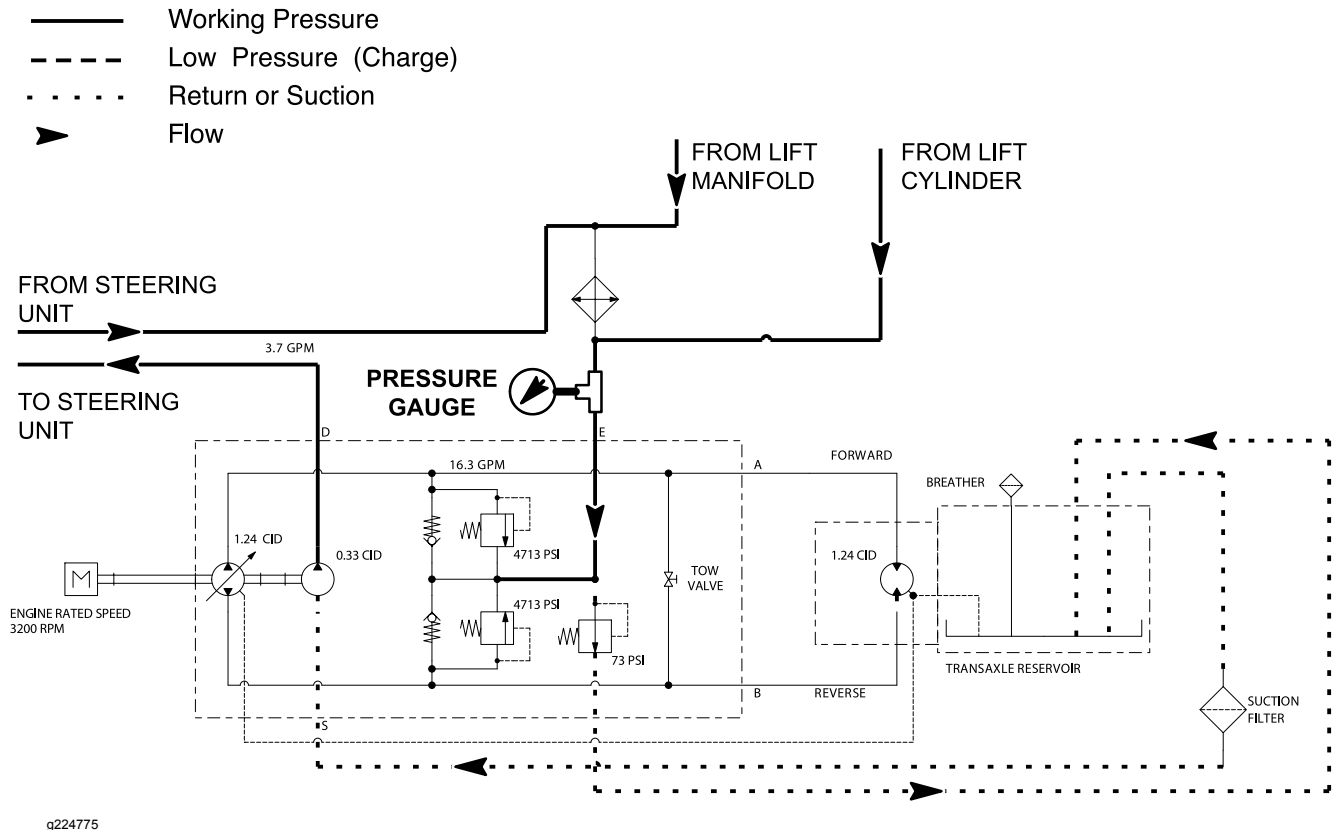 Working Pressure
Low Pressure (Charge)
Return or Suction
Flow
FROM LIFT
MANIFOLD
FROM LIFT
CYLINDER
FROM STEERING
UNIT
3.7 GPM
TO STEERING
UNIT
PRESSURE
GAUGE
D
E
16.3 GPM
A
FORWARD
BREATHER
1.24 CID
0.33 CID
4713 PSI
1.24 CID
M
TOW
VALVE
ENGINE RATED SPEED
3200 RPM
4713 PSI
73 PSI
TRANSAXLE RESERVOIR
B
REVERSE
S
SUCTION
FILTER
g224775